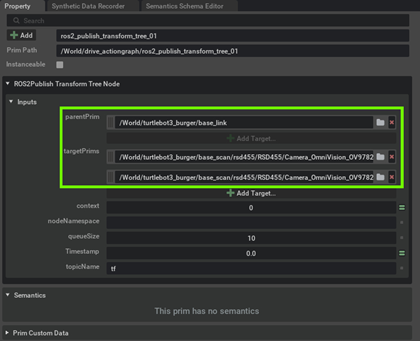 Property
Synthetic Data Recorder
Semantics Schema Editor
Search
Add
ros2_publish_transform_tree_01
Prim Path
/World/drive_actiongraph/ros2_publish_transform_tree_01
Instanceable
ROS2Publish Transform Tree Node
Inputs
parentPrim
/World/turtlebot3_burger/base_link
Add Target...
targetPrims
/World/turtlebot3_burger/base_scan/rsd455/RSD455/Camera_OmniVision_OV9782
/World/turtlebot3_burger/base_scan/rsd455/RSD455/Camera_OmniVision_OV9782
Add Target...
context
0
nodeNamespace
queueSize
10
Timestamp
0.0
topicName
tf
Semantics
This prim has no semantics
Prim Custom Data